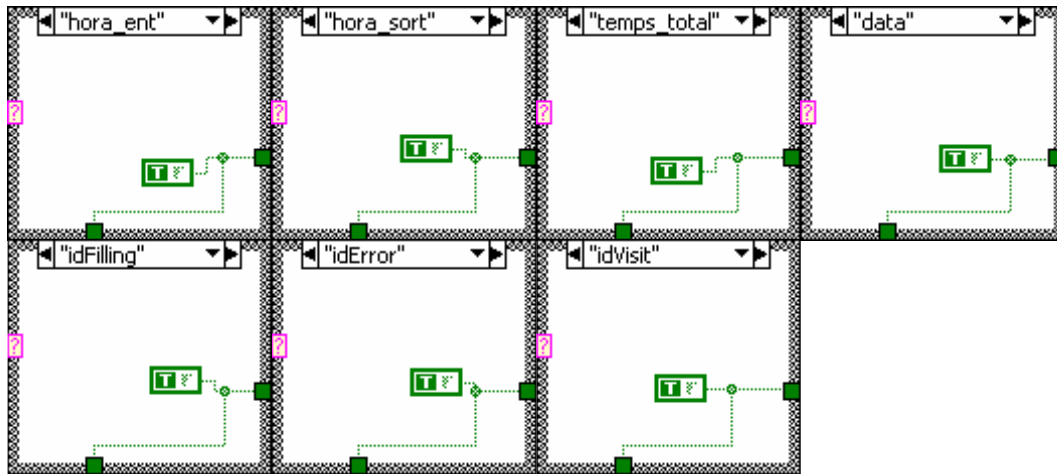 "hora_ent" "hora_sort" "temps_total" "data"
? ? ? ?
T T T T
"idFilling" "idError" "idVisit"
? ? ?
T T T